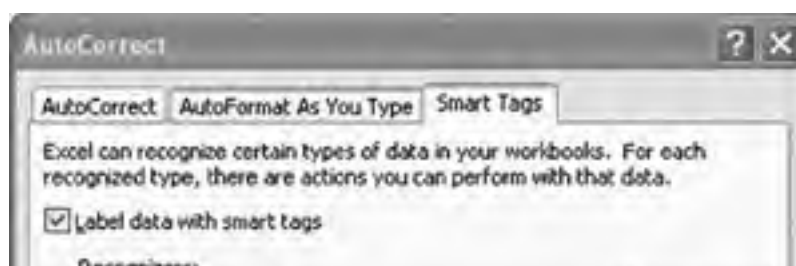 AutoCorrect
AutoCorrect AutoFormat As You Type Smart Tags
Excel can recognize certain types of data in your workbooks. For each
recognized type, there are actions you can perform with that data.
Label data with smart tags